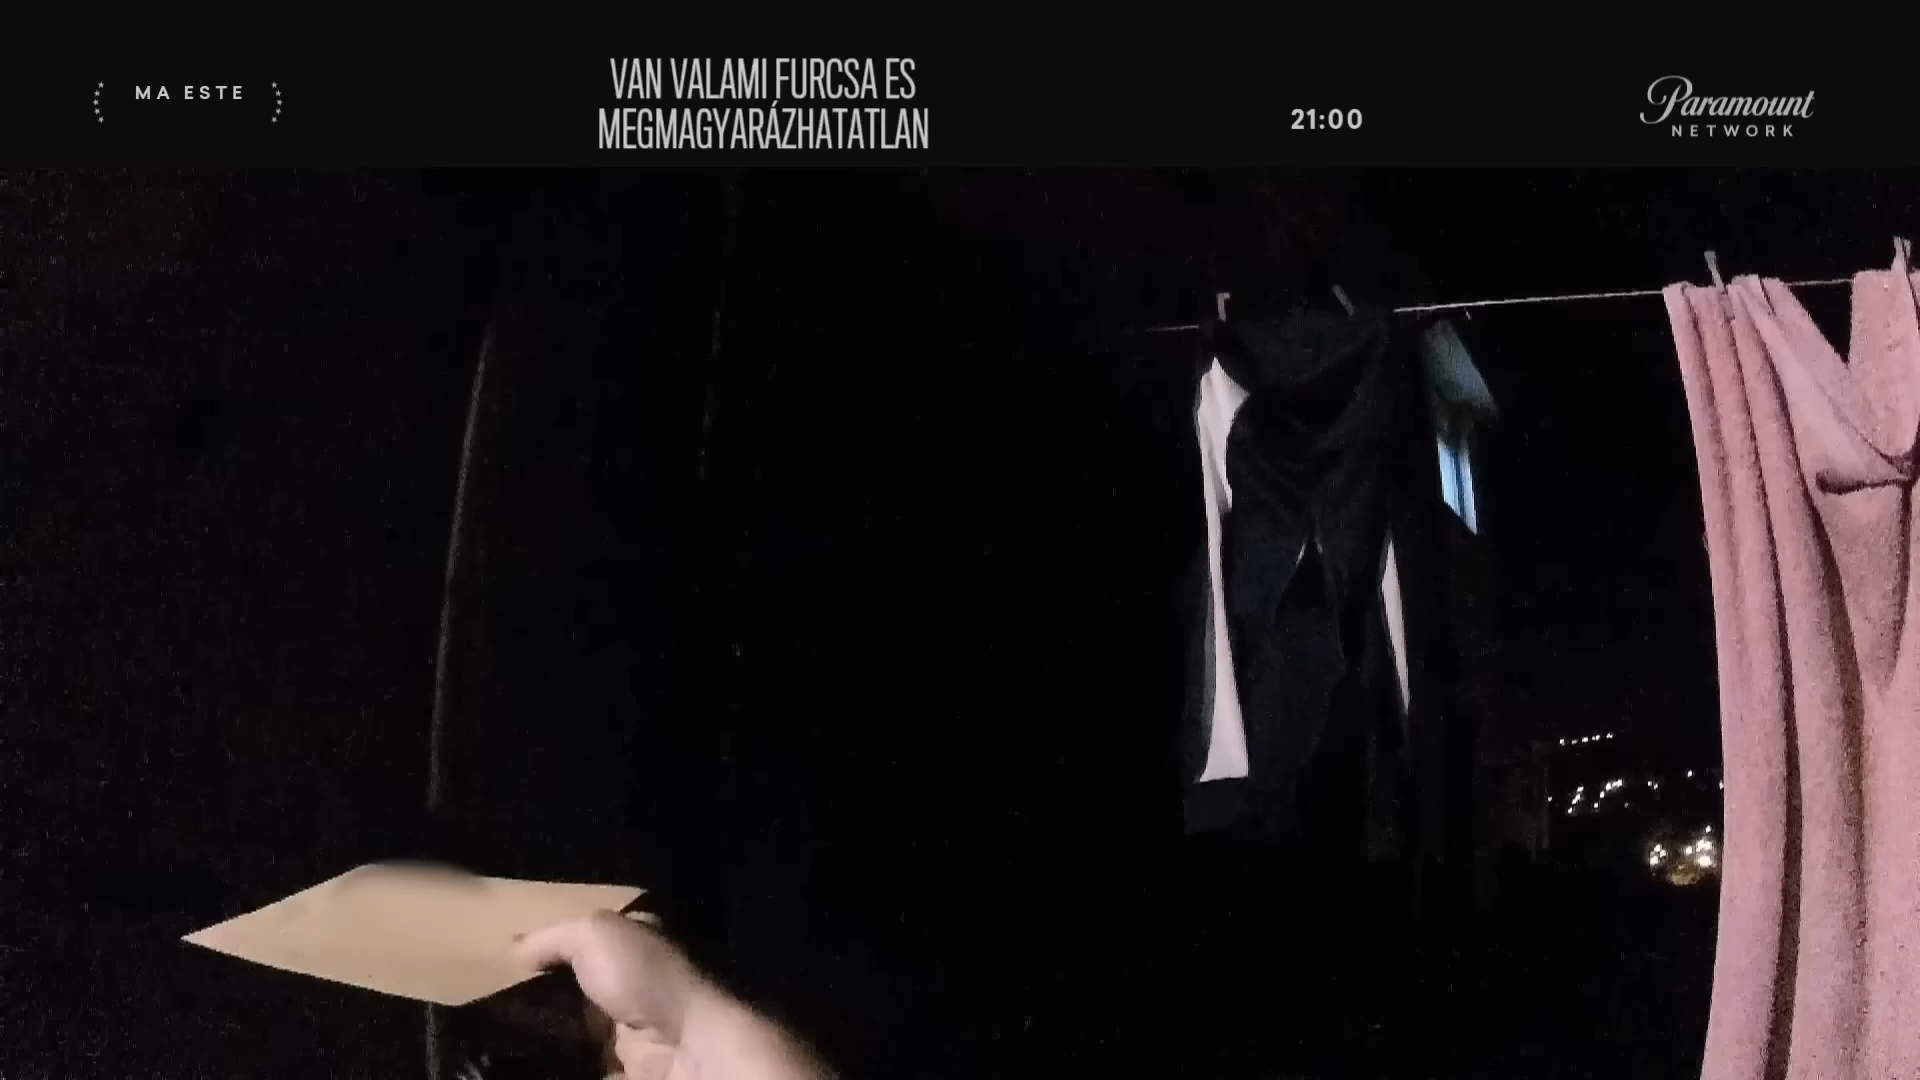 MA ESTE
VAN VALAMI FURCSA ES
MEGMAGYARÁZHATATLAN
21:00
Paramount
NETWORK